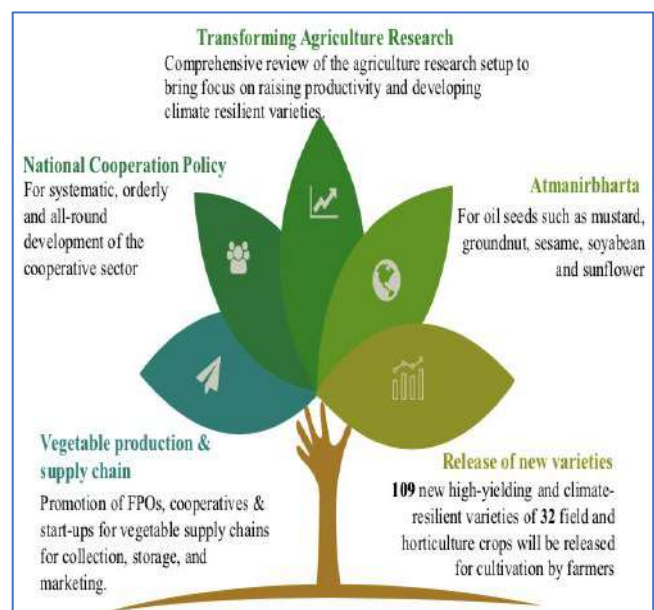 Transforming Agriculture Research
Comprehensive review of the agriculture research setup to
bring focus on raising productivity and developing
climate resilient varieties.
National Cooperation Policy
For systematic, orderly
and all-round
development of the
cooperative sector
Atmanirbharta
For oil seeds such as mustard,
groundnut, sesame, soyabean
and sunflower
Vegetable production &
supply chain
Promotion of FPOs, cooperatives &
start-ups for vegetable supply chains
for collection, storage, and
marketing.
Release of new varieties
109 new high-yielding and climate-
resilient varieties of 32 field and
horticulture crops will be released
for cultivation by farmers